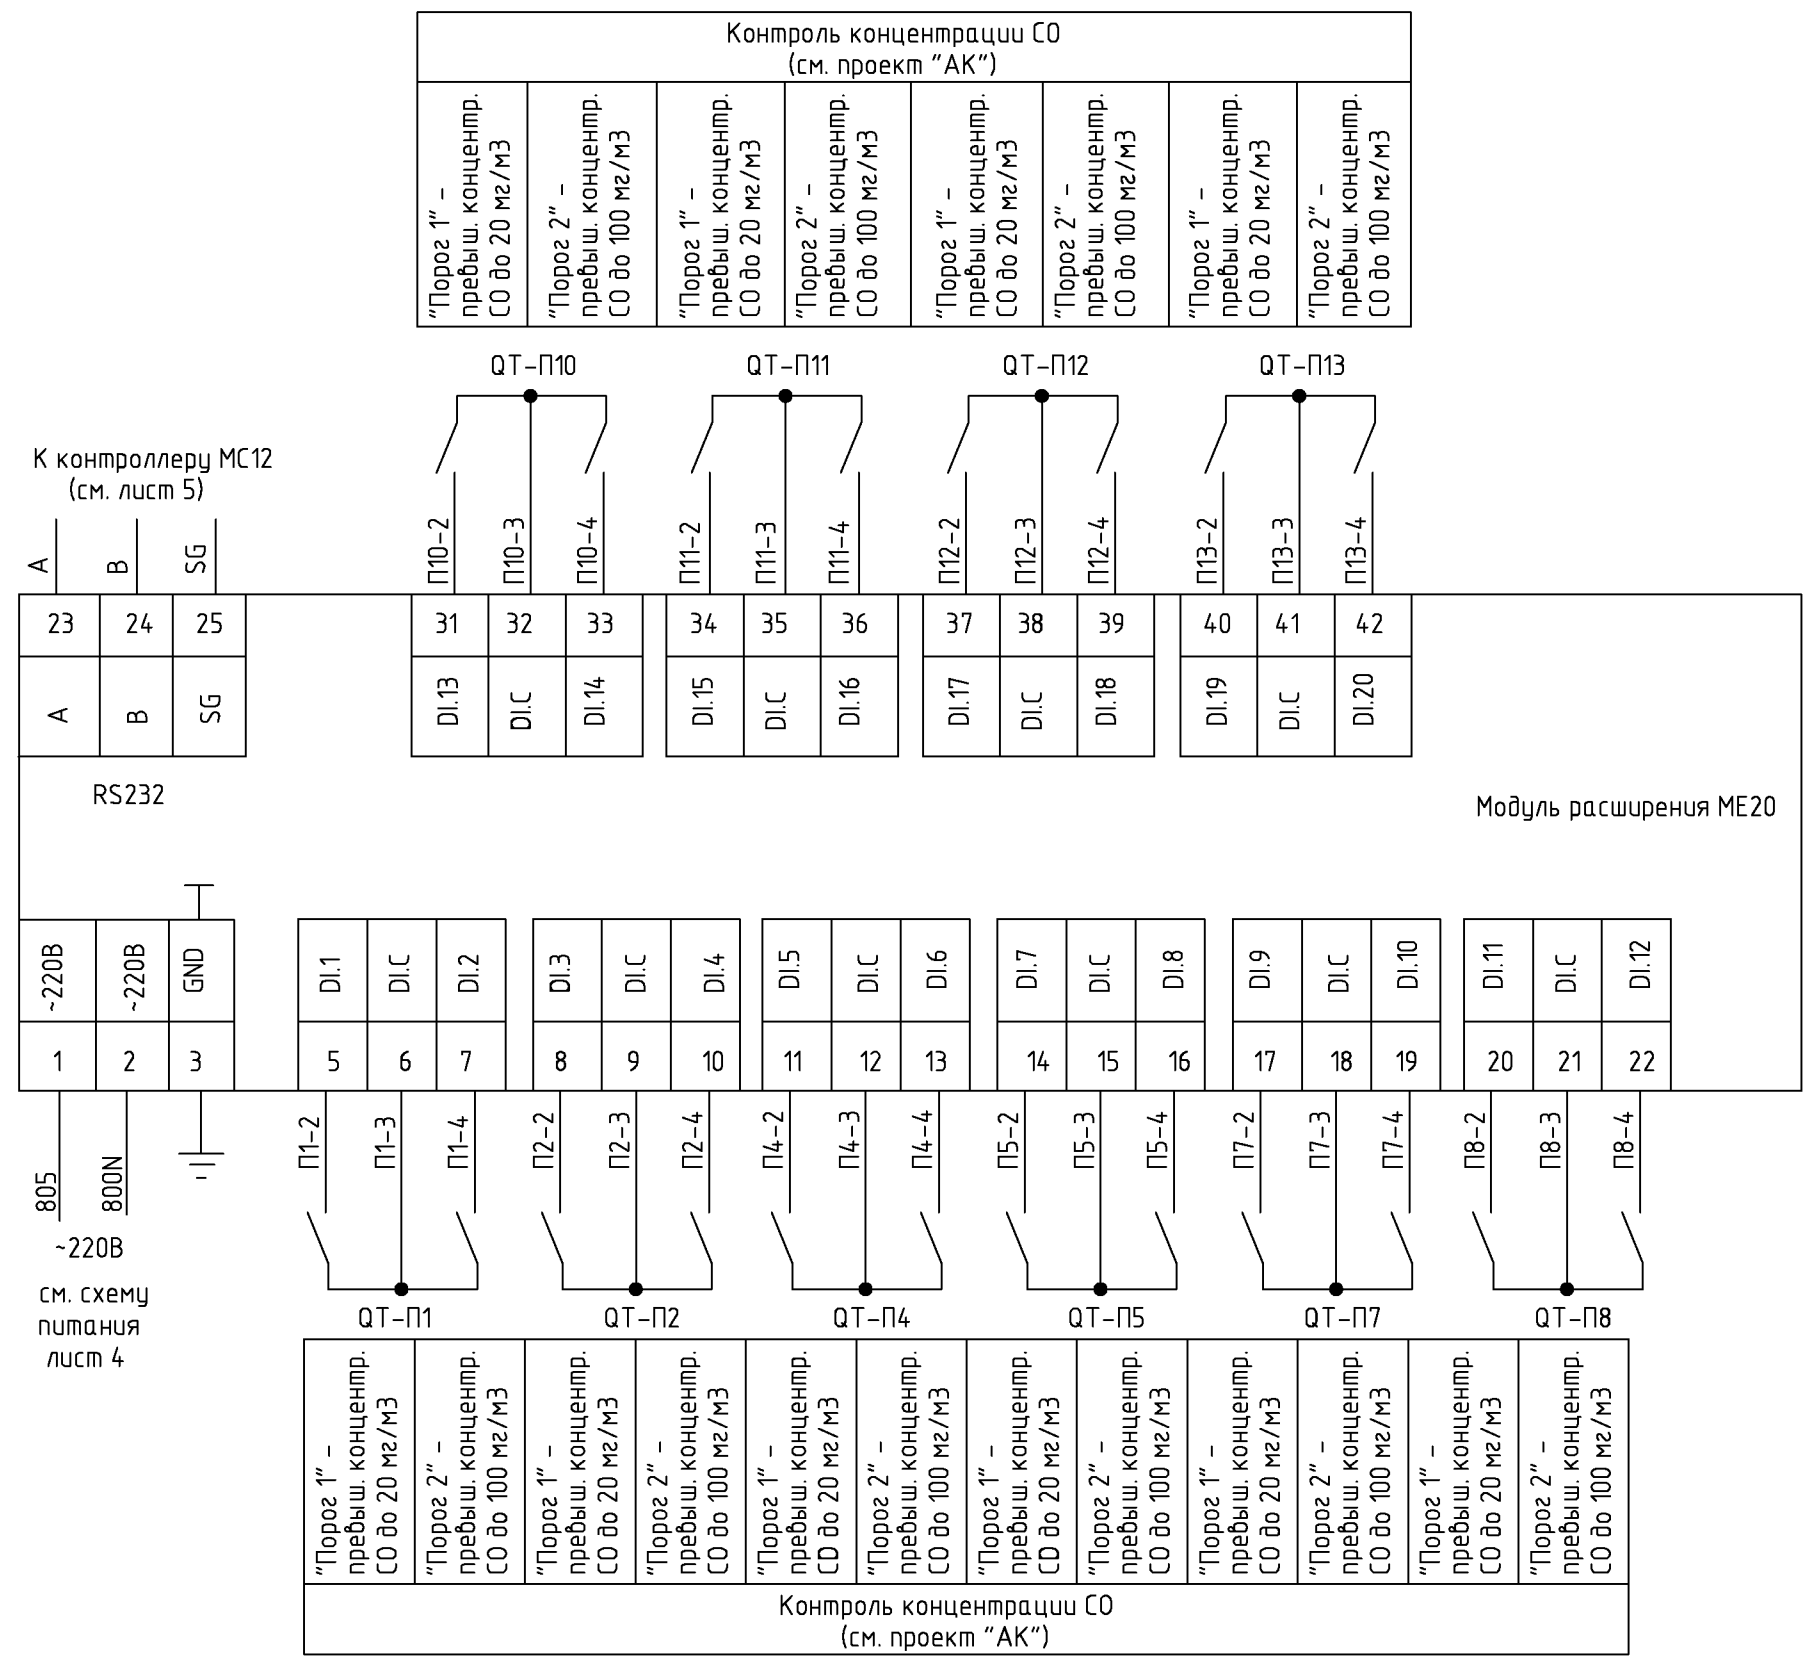 Контроль концентрации СО
(см. проект "АК")
"Порог 1" –
превыш. концентр.
СО до 20 мг/м3
"Порог 2" –
превыш. концентр.
СО до 100 мг/м3
"Порог 1" –
превыш. концентр.
СО до 20 мг/м3
"Порог 2" –
превыш. концентр.
СО до 100 мг/м3
"Порог 1" –
превыш. концентр.
СО до 20 мг/м3
"Порог 2" –
превыш. концентр.
СО до 100 мг/м3
"Порог 1" –
превыш. концентр.
СО до 20 мг/м3
"Порог 2" –
превыш. концентр.
СО до 100 мг/м3
QT–П10 QT–П11 QT–П12 QT–П13
К контроллеру МС12
(см. лист 5)
A B SG П10–2 П10–3 П10–4 П11–2 П11–3 П11–4 П12–2 П12–3 П12–4 П13–2 П13–3 П13–4
23 24 25 31 32 33 34 35 36 37 38 39 40 41 42
A B SG DI.13 DI.C DI.14 DI.15 DI.C DI.16 DI.17 DI.C DI.18 DI.19 DI.C DI.20
RS232
Модуль расширения МЕ20
~220В ~220В GND DI.1 DI.C DI.2 DI.3 DI.C DI.4 DI.5 DI.C DI.6 DI.7 DI.C DI.8 DI.9 DI.C DI.10 DI.11 DI.C DI.12
1 2 3 5 6 7 8 9 10 11 12 13 14 15 16 17 18 19 20 21 22
805 800N П1–2 П1–3 П1–4 П2–2 П2–3 П2–4 П4–2 П4–3 П4–4 П5–2 П5–3 П5–4 П7–2 П7–3 П7–4 П8–2 П8–3 П8–4
~220В
см. схему
питания
лист 4
QT–П1 QT–П2 QT–П4 QT–П5 QT–П7 QT–П8
"Порог 1" –
превыш. концентр.
СО до 20 мг/м3
"Порог 2" –
превыш. концентр.
СО до 100 мг/м3
"Порог 1" –
превыш. концентр.
СО до 20 мг/м3
"Порог 2" –
превыш. концентр.
СО до 100 мг/м3
"Порог 1" –
превыш. концентр.
СD до 20 мг/м3
"Порог 2" –
превыш. концентр.
СО до 100 мг/м3
"Порог 1" –
превыш. концентр.
СD до 20 мг/м3
"Порог 2" –
превыш. концентр.
СО до 100 мг/м3
"Порог 1" –
превыш. концентр.
СО до 20 мг/м3
"Порог 2" –
превыш. концентр.
СО до 100 мг/м3
"Порог 1" –
превыш. концентр.
СО до 20 мг/м3
"Порог 2" –
превыш. концентр.
СО до 100 мг/м3
Контроль концентрации СО
(см. проект "АК")